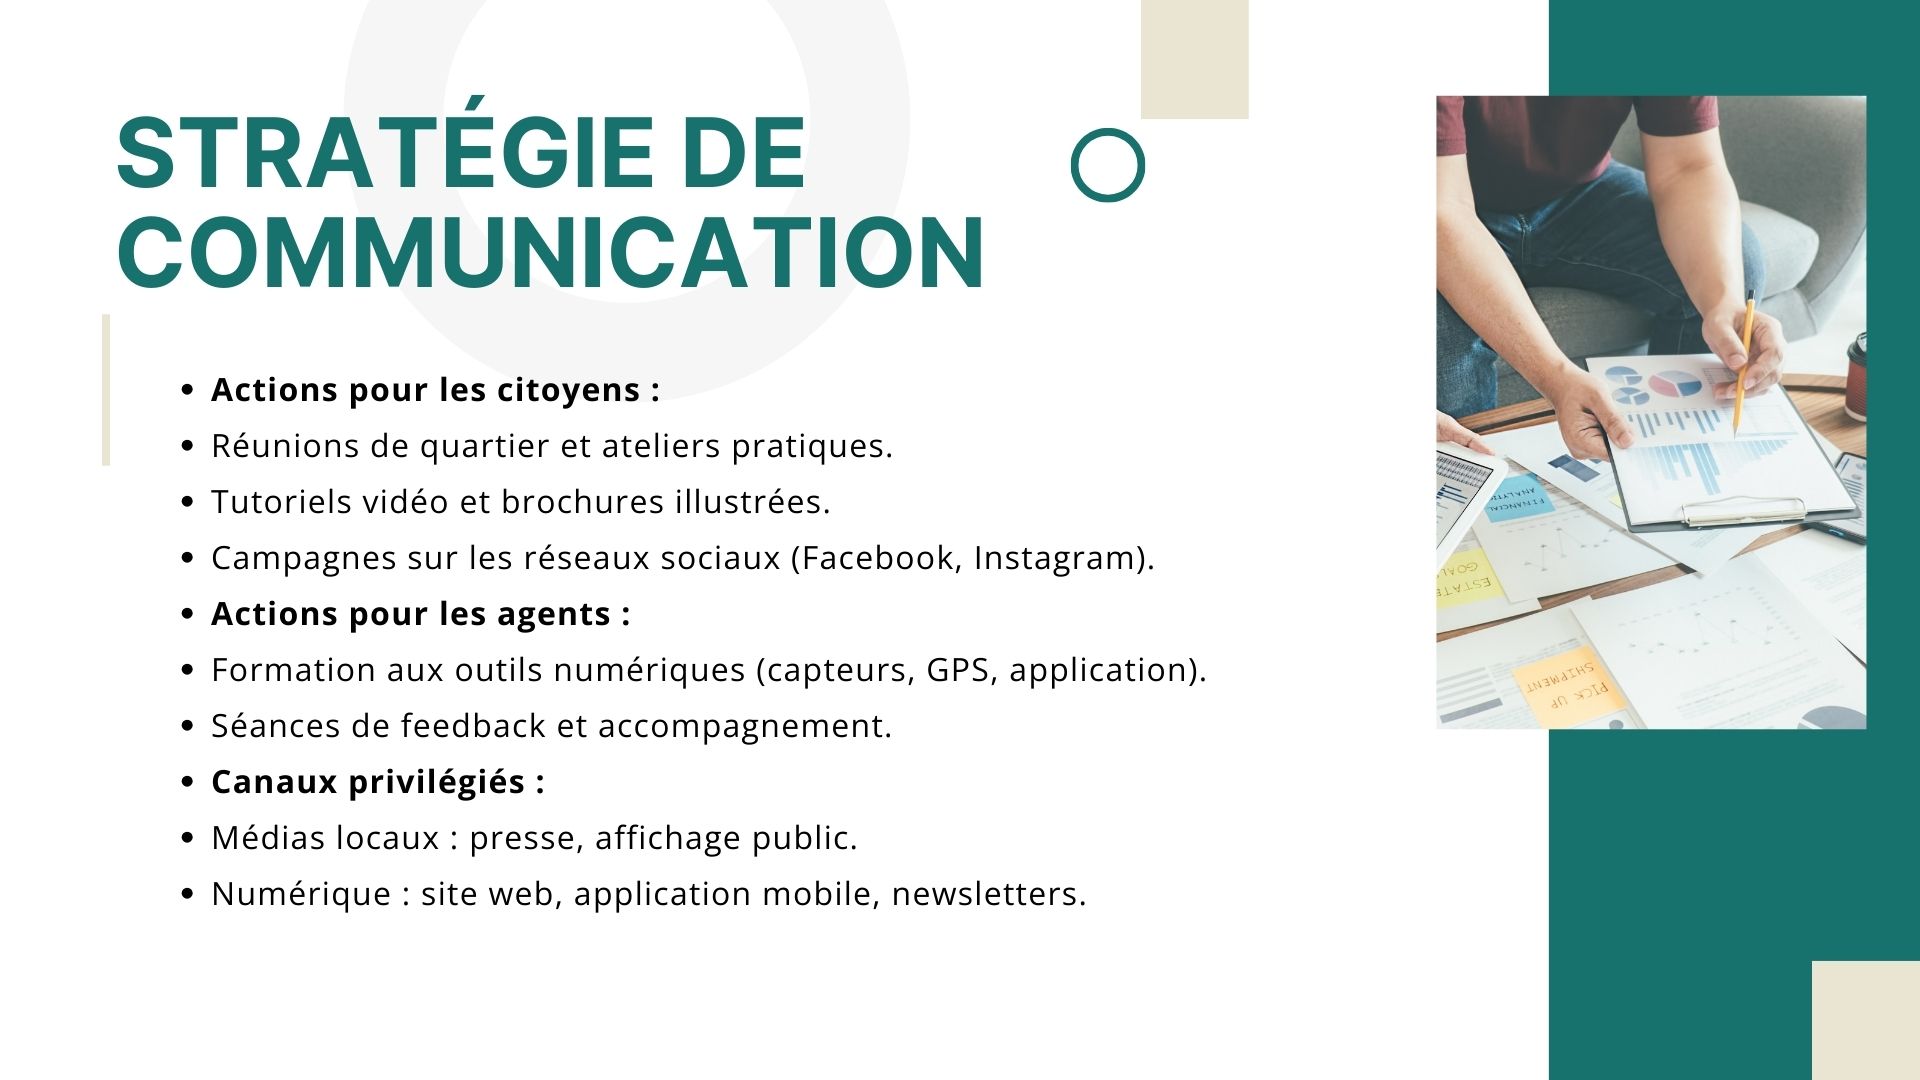 STRATÉGIE DE
COMMUNICATION
Actions pour les citoyens :
Réunions de quartier et ateliers pratiques.
Tutoriels vidéo et brochures illustrées.
Campagnes sur les réseaux sociaux (Facebook, Instagram).
Actions pour les agents :
Formation aux outils numériques (capteurs, GPS, application).
Séances de feedback et accompagnement.
Canaux privilégiés :
Médias locaux : presse, affichage public.
Numérique : site web, application mobile, newsletters.
FINANCIAL
GOAL
ESTATE
PICK UP
SHIPMENT